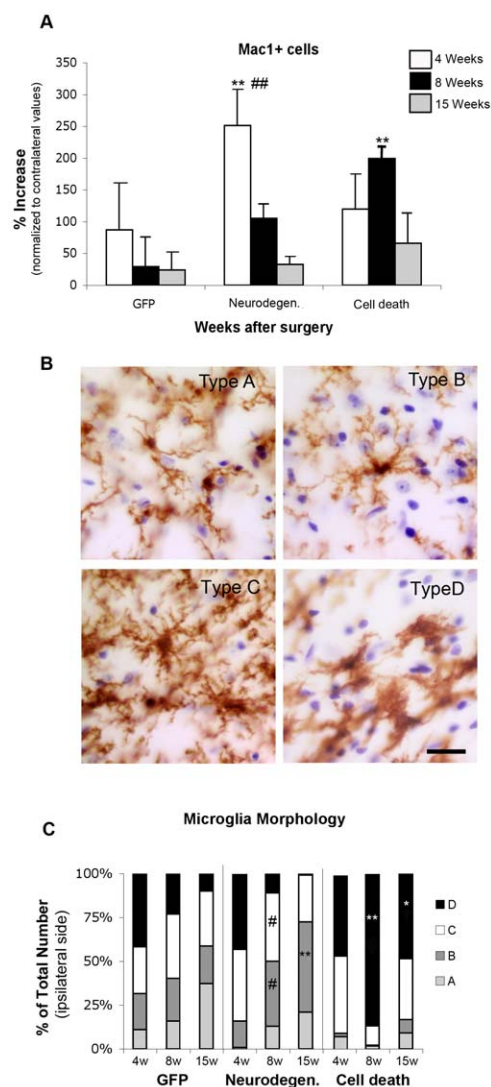 A
Mac1+ cells
4 Weeks
8 Weeks
15 Weeks
% Increase
(normalized to contralateral values)
350
300
250
200
150
100
50
0
** ##
**
GFP
Neurodegen.
Cell death
Weeks after surgery
B
Type A
Type B
Type C
TypeD
C
Microglia Morphology
% of Total Number
(ipsilateral side)
100%
75%
50%
25%
0%
#
#
**
**
*
D
C
B
A
4w 8w 15w 4w 8w 15w 4w 8w 15w
GFP Neurodegen. Cell death